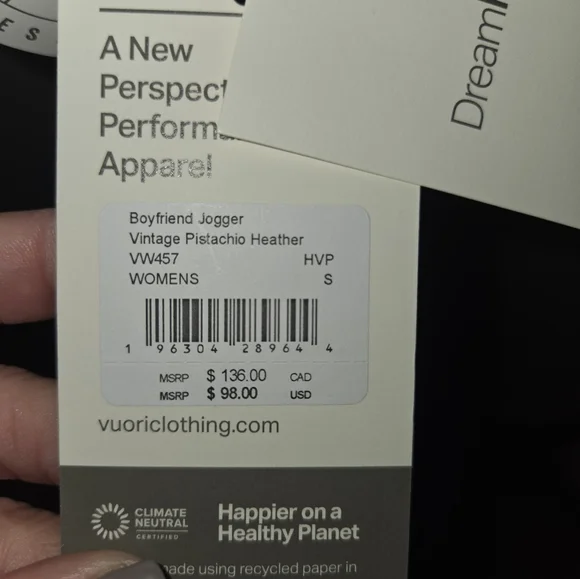 E S
Dream
A New
Perspect
Perform
Apparel
Boyfriend Jogger
Vintage Pistachio Heather
VW457 HVP
WOMENS S
1 96304 28964 4
MSRP $ 136.00 CAD
MSRP $ 98.00 USD
vuoriclothing.com
CLIMATE
NEUTRAL
CERTIFIED
Happier on a
Healthy Planet
made using recycled paper in